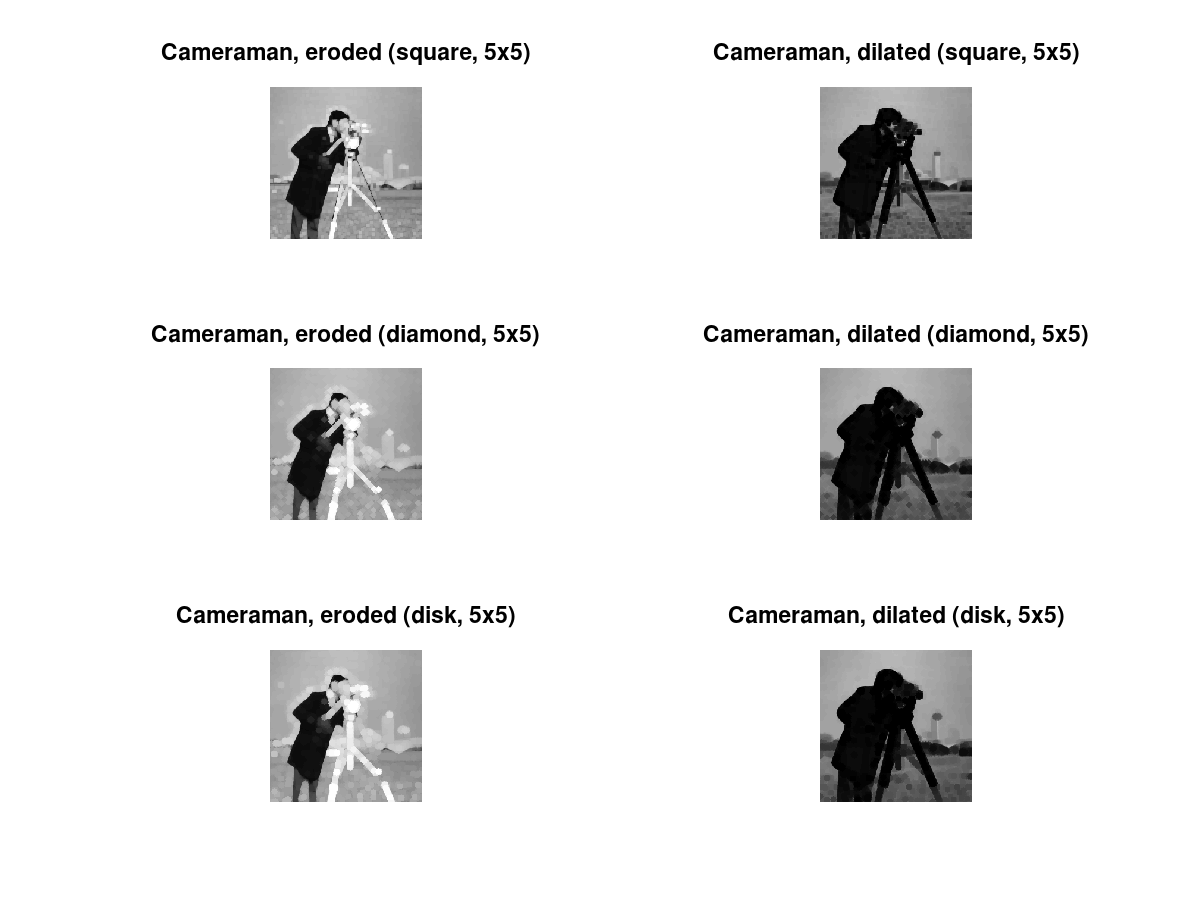 Cameraman, eroded (square, 5x5)
Cameraman, dilated (square, 5x5)
Cameraman, eroded (diamond, 5x5)
Cameraman, dilated (diamond, 5x5)
Cameraman, eroded (disk, 5x5)
Cameraman, dilated (disk, 5x5)